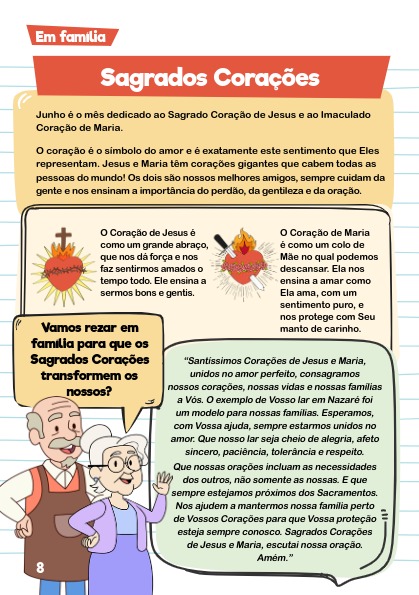 Em família
Sagrados Corações
Junho é o mês dedicado ao Sagrado Coração de Jesus e ao Imaculado
Coração de Maria.
O coração é o símbolo do amor e é exatamente este sentimento que Eles
representam. Jesus e Maria têm corações gigantes que cabem todas as
pessoas do mundo! Os dois são nossos melhores amigos, sempre cuidam da
gente e nos ensinam a importância do perdão, da gentileza e da oração.
O Coração de Jesus é
como um grande abraço,
que nos dá força e nos
faz sentirmos amados o
tempo todo. Ele ensina a
sermos bons e gentis.
O Coração de Maria
é como um colo de
Mãe no qual podemos
descansar. Ela nos
ensina a amar como
Ela ama, com um
sentimento puro, e
nos protege com Seu
manto de carinho.
Vamos rezar em
família para que os
Sagrados Corações
transformem os
nossos?
“Santíssimos Corações de Jesus e Maria,
unidos no amor perfeito, consagramos
nossos corações, nossas vidas e nossas famílias
a Vós. O exemplo de Vosso lar em Nazaré foi
um modelo para nossas famílias. Esperamos,
com Vossa ajuda, sempre estarmos unidos no
amor. Que nosso lar seja cheio de alegria, afeto
sincero, paciência, tolerância e respeito.
Que nossas orações incluam as necessidades
dos outros, não somente as nossas. E que
sempre estejamos próximos dos Sacramentos.
Nos ajudem a mantermos nossa família perto
de Vossos Corações para que Vossa proteção
esteja sempre conosco. Sagrados Corações
de Jesus e Maria, escutai nossa oração.
Amém.”
8